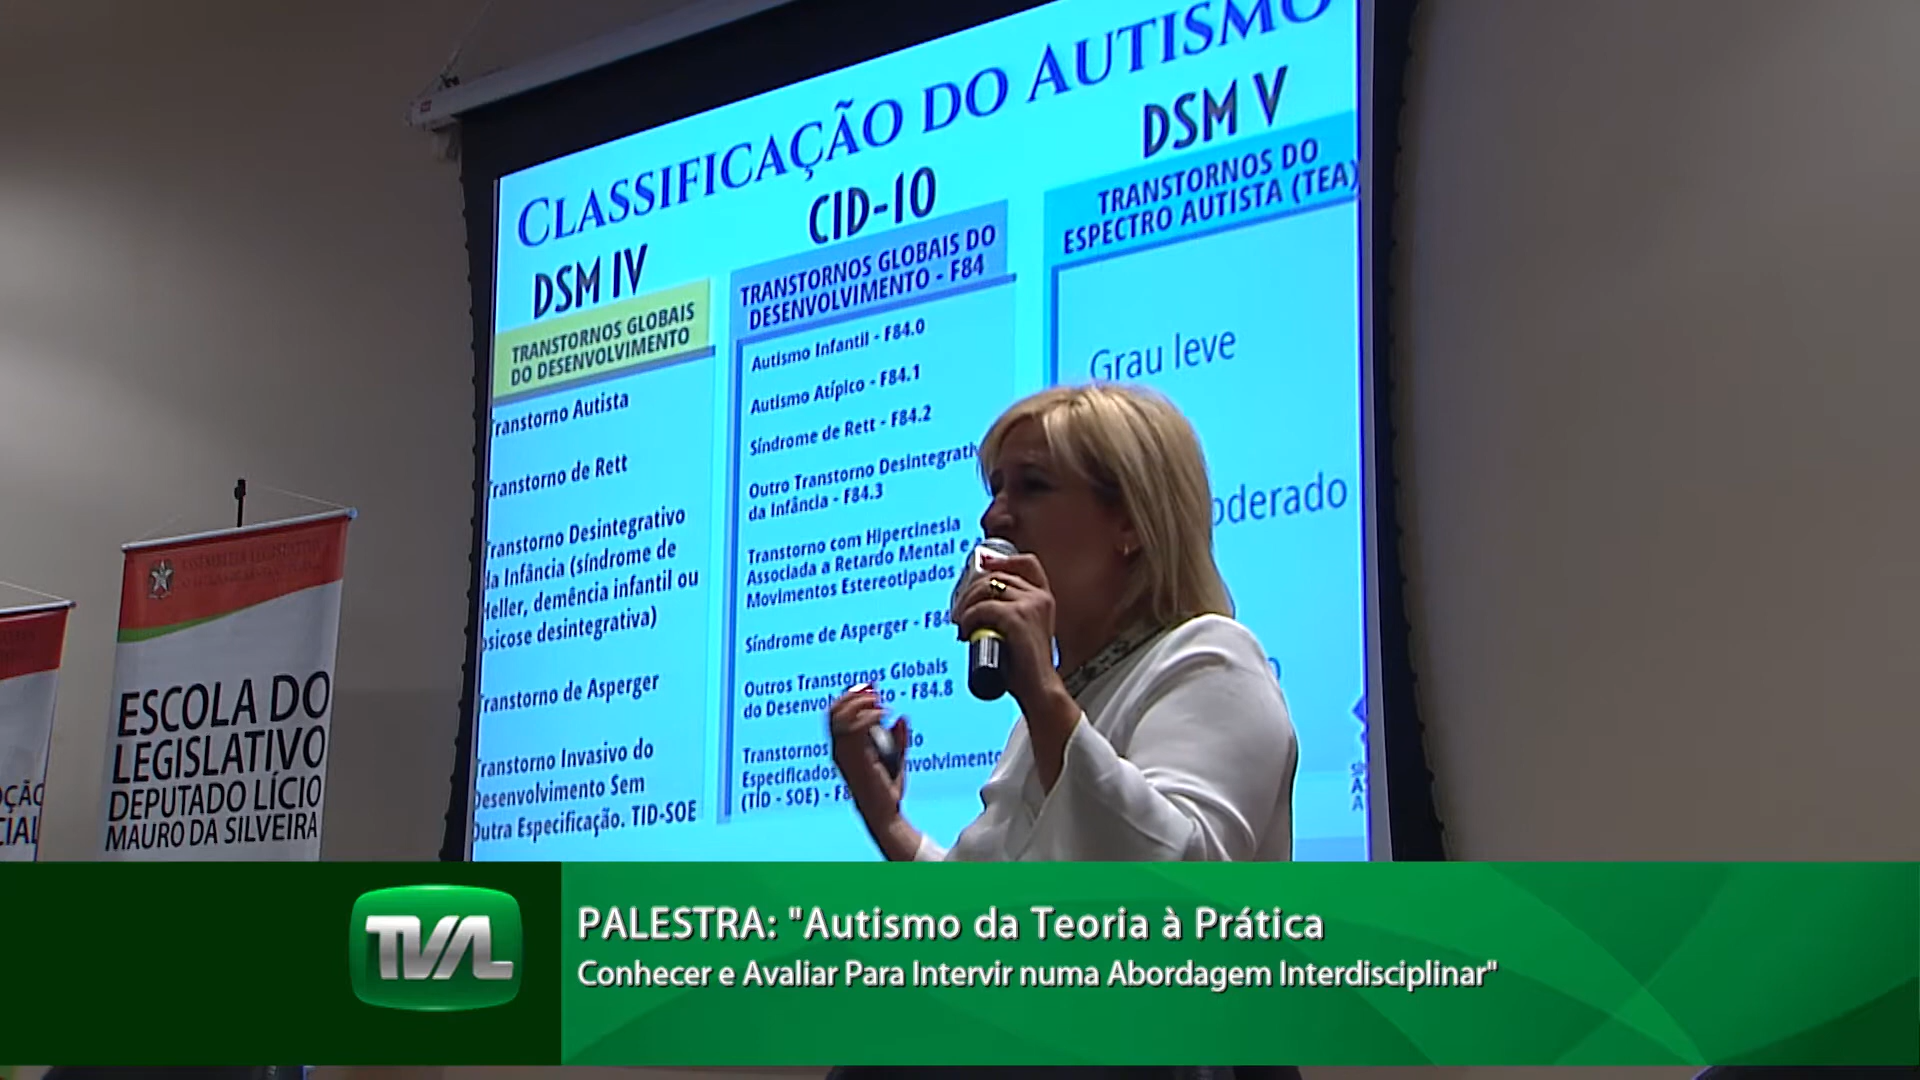 CLASSIFICAÇÃO DO AUTISMO
DSM IV
TRANSTORNOS GLOBAIS
DO DESENVOLVIMENTO
Transtorno Autista
Transtorno de Rett
Transtorno Desintegrativo
da Infância (síndrome de
Heller, demência infantil ou
psicose desintegrativa)
Transtorno de Asperger
Transtorno Invasivo do
Desenvolvimento Sem
Outra Especificação. TID-SOE
CID-10
TRANSTORNOS GLOBAIS DO
DESENVOLVIMENTO - F84
Autismo Infantil - F84.0
Autismo Atípico - F84.1
Síndrome de Rett - F84.2
Outro Transtorno Desintegrativ
da Infância - F84.3
Transtorno com Hipercinesia
Associada a Retardo Mental e
Movimentos Estereotipados
Síndrome de Asperger - F84
Outros Transtornos Globais
do - F84.8
Transtornos
Especificados
(TID - SOE) - F8
DSM V
TRANSTORNOS DO
ESPECTRO AUTISTA (TEA)
Grau leve
oderado
ESCOLA DO
LEGISLATIVO
DEPUTADO LÍCIO
MAURO DA SILVEIRA
TVAL
PALESTRA: "Autismo da Teoria à Prática
Conhecer e Avaliar Para Intervir numa Abordagem Interdisciplinar"